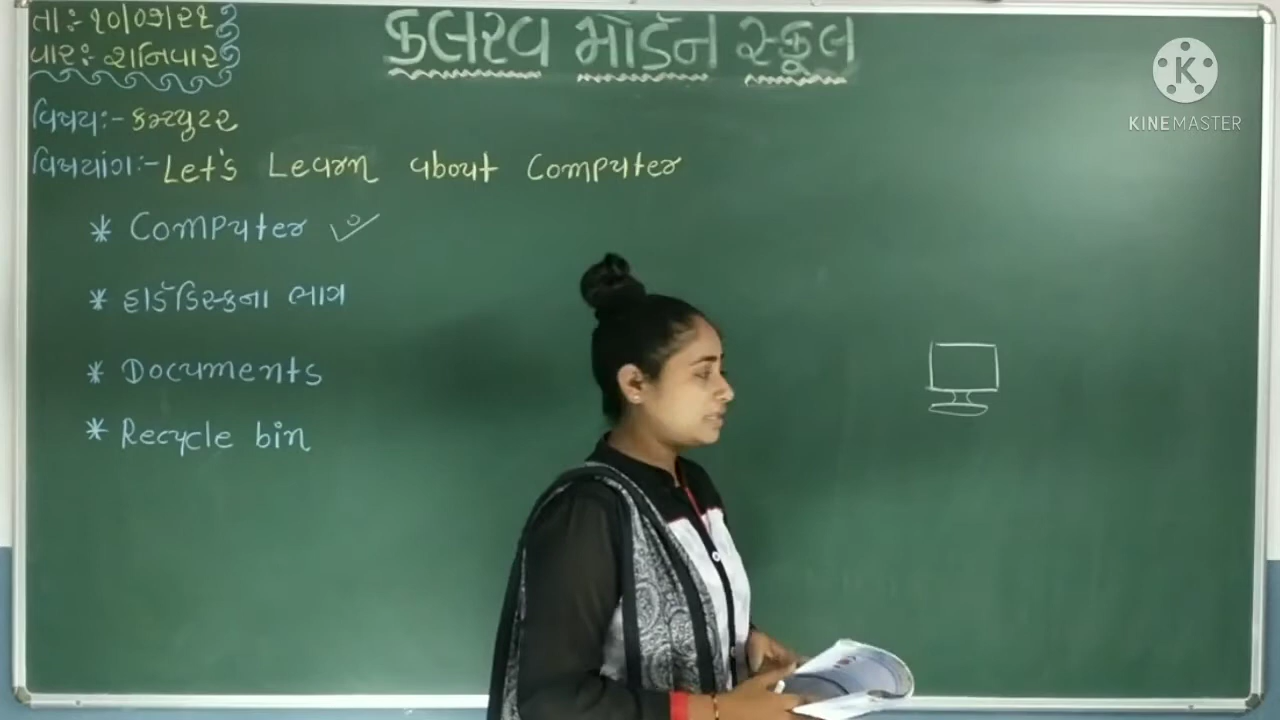 તા:- ૧૦/૦૭/૨૧
વાર:- શનિવાર
કલરવ મોર્ડન સ્કૂલ
KINEMASTER
વિષય:- કમ્પ્યુટર
વિષયાંગ:- Let's Learn about Computer
* Computer
* હાર્ડડિસ્કના ભાગ
* Documents
* Recycle bin